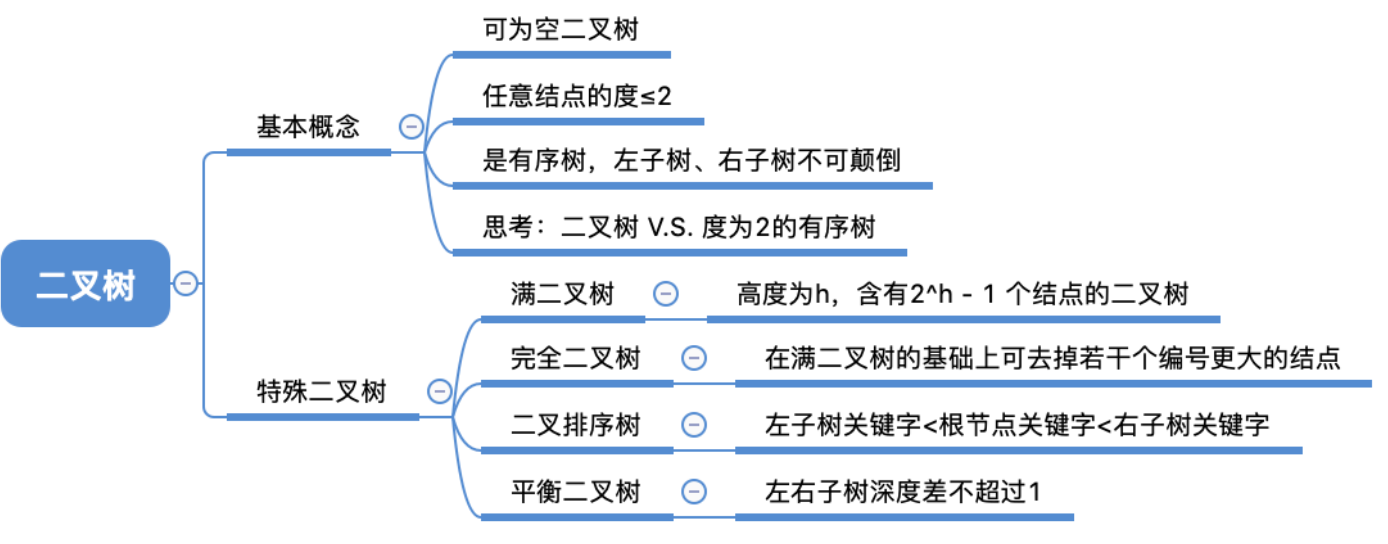 二叉树
基本概念
可为空二叉树
任意结点的度≤2
是有序树，左子树、右子树不可颠倒
思考：二叉树 V.S. 度为2的有序树
特殊二叉树
满二叉树
高度为h，含有2^h - 1 个结点的二叉树
完全二叉树
在满二叉树的基础上可去掉若干个编号更大的结点
二叉排序树
左子树关键字<根节点关键字<右子树关键字
平衡二叉树
左右子树深度差不超过1